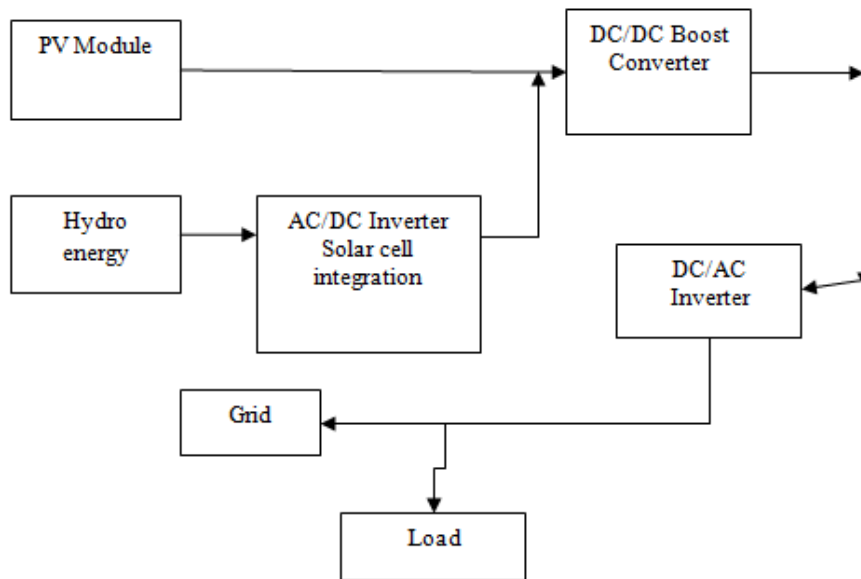 PV Module
DC/DC Boost
Converter
Hydro
energy
AC/DC Inverter
Solar cell
integration
DC/AC
Inverter
Grid
Load